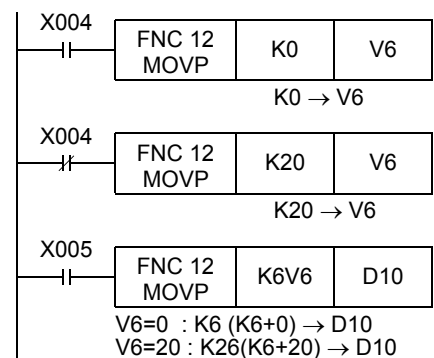 X004
FNC 12
MOVP
K0
V6
K0 → V6
X004
FNC 12
MOVP
K20
V6
K20 → V6
X005
FNC 12
MOVP
K6V6
D10
V6=0 : K6 (K6+0) → D10
V6=20 : K26(K6+20) → D10